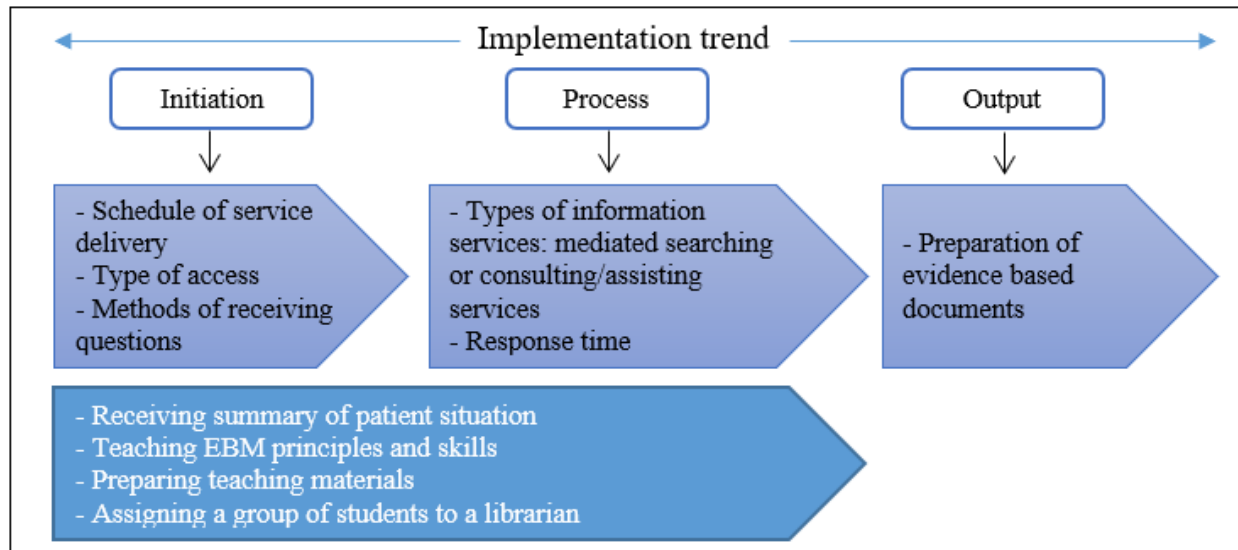 Implementation trend
Initiation
Process
Output
- Schedule of service
delivery
- Type of access
- Methods of receiving
questions
- Types of information
services: mediated searching
or consulting/assisting
services
- Response time
- Preparation of
evidence based
documents
- Receiving summary of patient situation
- Teaching EBM principles and skills
- Preparing teaching materials
- Assigning a group of students to a librarian